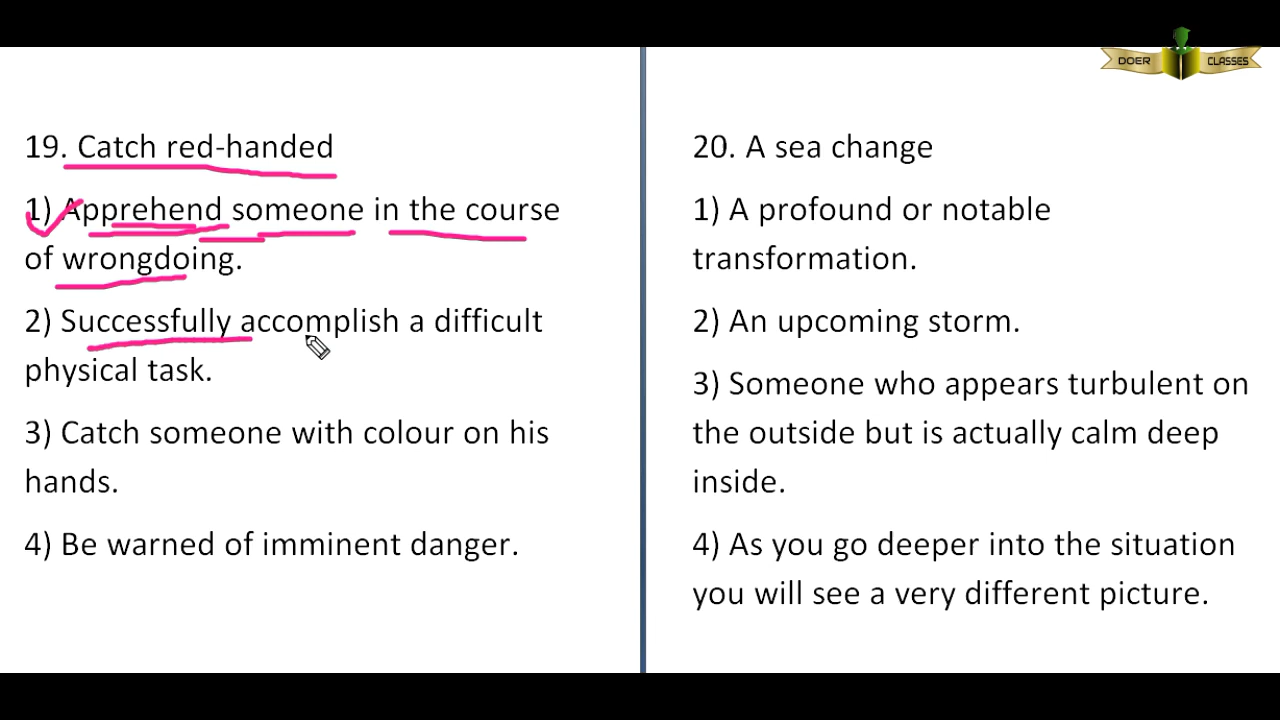 DOER CLASSES
19. Catch red-handed
1) Apprehend someone in the course
of wrongdoing.
2) Successfully accomplish a difficult
physical task.
3) Catch someone with colour on his
hands.
4) Be warned of imminent danger.
20. A sea change
1) A profound or notable
transformation.
2) An upcoming storm.
3) Someone who appears turbulent on
the outside but is actually calm deep
inside.
4) As you go deeper into the situation
you will see a very different picture.